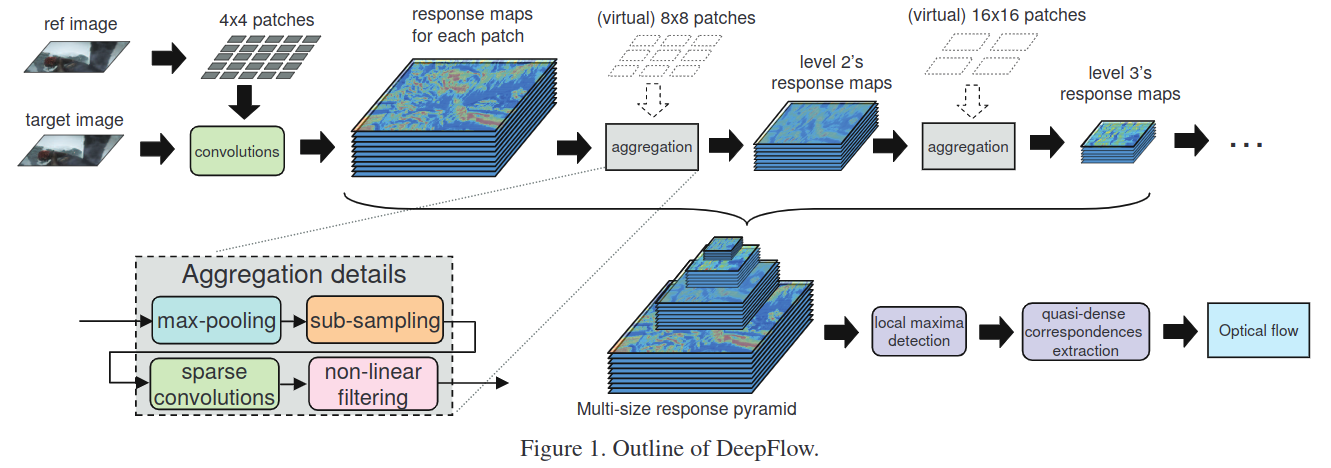 ref image
4x4 patches
response maps
for each patch
(virtual) 8x8 patches
(virtual) 16x16 patches
level 2's
response maps
level 3's
response maps
target image
convolutions
aggregation
aggregation
...
Aggregation details
max-pooling
sub-sampling
sparse
convolutions
non-linear
filtering
local maxima
detection
quasi-dense
correspondences
extraction
Optical flow
Multi-size response pyramid
Figure 1. Outline of DeepFlow.